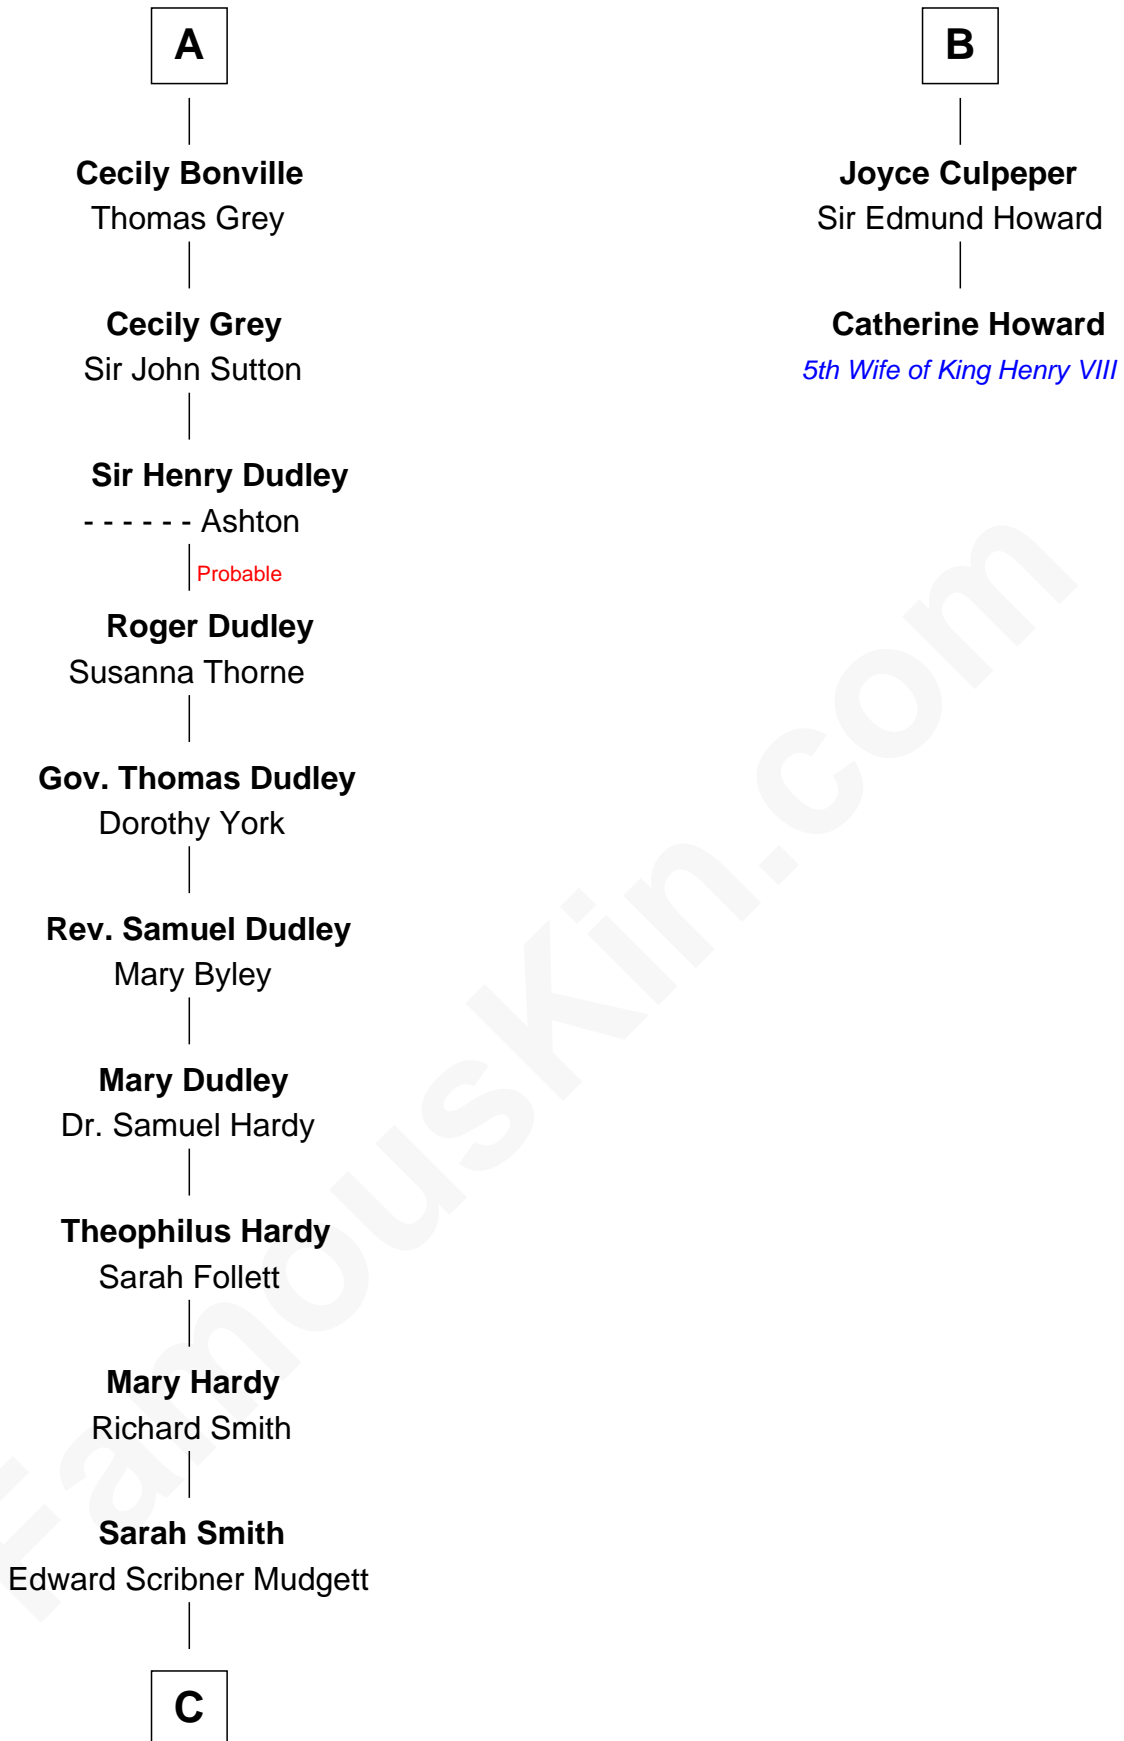 A
Cecily Bonville
Thomas Grey
Cecily Grey
Sir John Sutton
Sir Henry Dudley
- - - - - - Ashton
Probable
Roger Dudley
Susanna Thorne
Gov. Thomas Dudley
Dorothy York
Rev. Samuel Dudley
Mary Byley
Mary Dudley
Dr. Samuel Hardy
Theophilus Hardy
Sarah Follett
Mary Hardy
Richard Smith
Sarah Smith
Edward Scribner Mudgett
C
B
Joyce Culpeper
Sir Edmund Howard
Catherine Howard
5th Wife of King Henry VIII
FamousKin.com